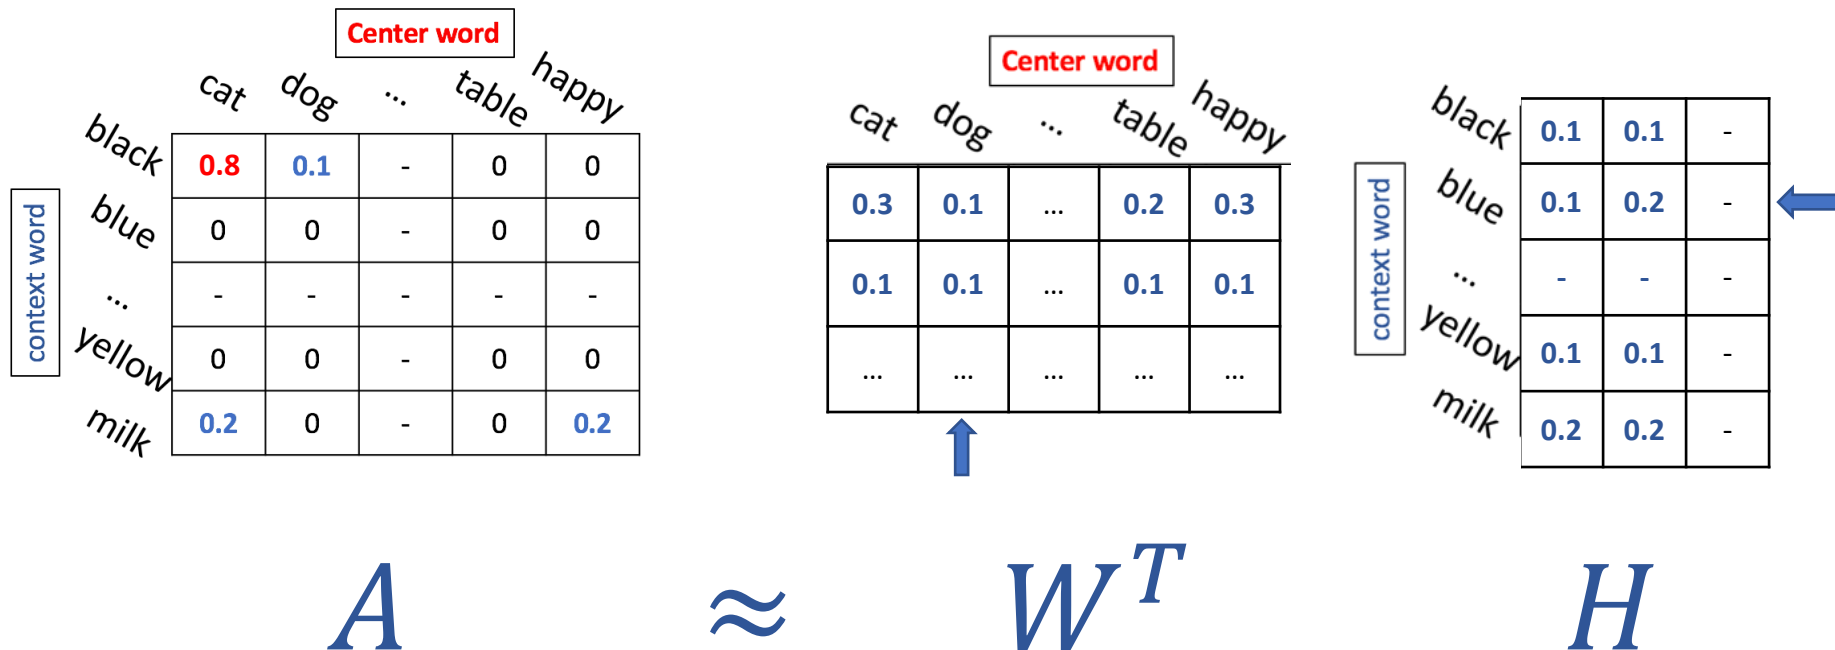 Center word
cat dog ... table happy
context word
black 0.8 0.1 - 0 0
blue 0 0 - 0 0
... - - - - -
yellow 0 0 - 0 0
milk 0.2 0 - 0 0.2
Center word
cat dog ... table happy
0.3 0.1 ... 0.2 0.3
0.1 0.1 ... 0.1 0.1
... ... ... ... ...
context word
black 0.1 0.1 -
blue 0.1 0.2 -
... - - -
yellow 0.1 0.1 -
milk 0.2 0.2 -
A ≈ W^T H